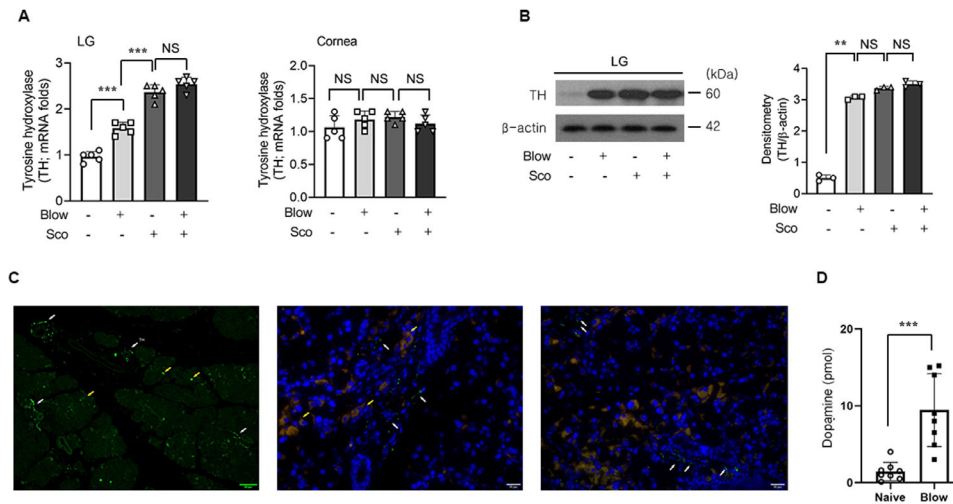 A
LG
Tyrosine hydroxylase
(TH; mRNA folds)
3
2
1
0
*** *** NS
Blow - + - +
Sco - - + +
Cornea
Tyrosine hydroxylase
(TH; mRNA folds)
2.0
1.5
1.0
0.5
0.0
NS NS NS
Blow - + - +
Sco - - + +
B
LG
(kDa)
TH 60
β-actin 42
Blow - + - +
Sco - - + +
Densitometry
(TH/β-actin)
4
3
2
1
0
** NS NS
Blow - + - +
Sco - - + +
C
D
Dopamine (pmol)
20
10
0
***
Naive Blow